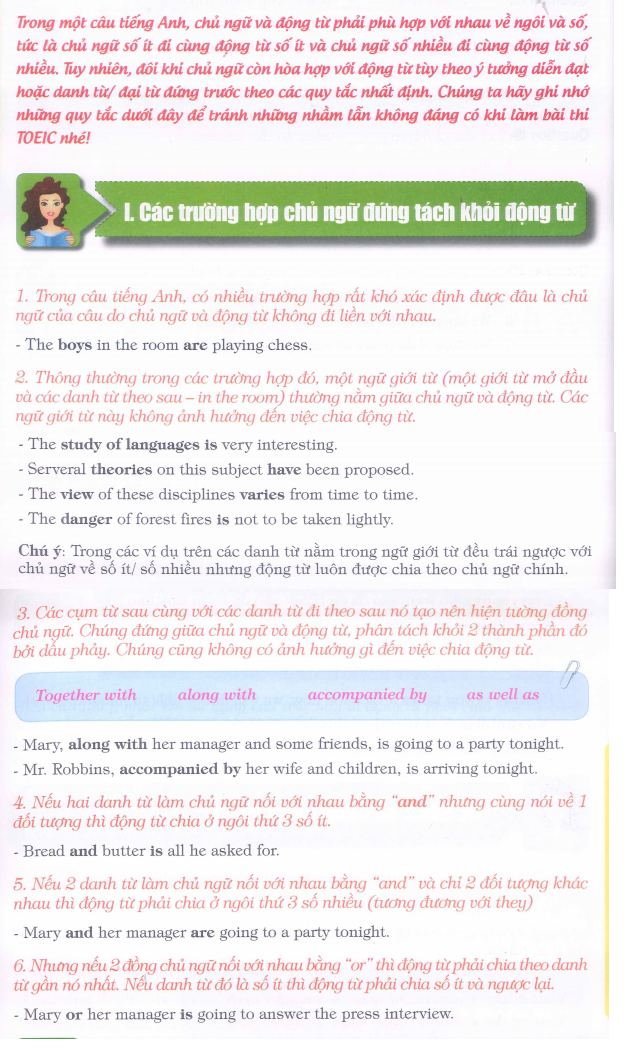 Trong một câu tiếng Anh, chủ ngữ và động từ phải phù hợp với nhau về ngôi và số,
tức là chủ ngữ số ít đi cùng động từ số ít và chủ ngữ số nhiều đi cùng động từ số
nhiều. Tuy nhiên, đôi khi chủ ngữ còn hòa hợp với động từ tùy theo ý tưởng diễn đạt
hoặc danh từ/ đại từ đứng trước theo các quy tắc nhất định. Chúng ta hãy ghi nhớ
những quy tắc dưới đây để tránh những nhầm lẫn không đáng có khi làm bài thi
TOEIC nhé!
I. Các trường hợp chủ ngữ đứng tách khỏi động từ
1. Trong câu tiếng Anh, có nhiều trường hợp rất khó xác định được đâu là chủ
ngữ của câu do chủ ngữ và động từ không đi liền với nhau.
- The boys in the room are playing chess.
2. Thông thường trong các trường hợp đó, một ngữ giới từ (một giới từ mở đầu
và các danh từ theo sau – in the room) thường nằm giữa chủ ngữ và động từ. Các
ngữ giới từ này không ảnh hưởng đến việc chia động từ.
- The study of languages is very interesting.
- Serveral theories on this subject have been proposed.
- The view of these disciplines varies from time to time.
- The danger of forest fires is not to be taken lightly.
Chú ý: Trong các ví dụ trên các danh từ nằm trong ngữ giới từ đều trái ngược với
chủ ngữ về số ít/ số nhiều nhưng động từ luôn được chia theo chủ ngữ chính.
3. Các cụm từ sau cùng với các danh từ đi theo sau nó tạo nên hiện tường đồng
chủ ngữ. Chúng đứng giữa chủ ngữ và động từ, phân tách khỏi 2 thành phần đó
bởi dấu phảy. Chúng cũng không có ảnh hưởng gì đến việc chia động từ.
Together with along with accompanied by as well as
- Mary, along with her manager and some friends, is going to a party tonight.
- Mr. Robbins, accompanied by her wife and children, is arriving tonight.
4. Nếu hai danh từ làm chủ ngữ nối với nhau bằng “and” nhưng cùng nói về 1
đối tượng thì động từ chia ở ngôi thứ 3 số ít.
- Bread and butter is all he asked for.
5. Nếu 2 danh từ làm chủ ngữ nối với nhau bằng “and” và chỉ 2 đối tượng khác
nhau thì động từ phải chia ở ngôi thứ 3 số nhiều (tương đương với they)
- Mary and her manager are going to a party tonight.
6. Nhưng nếu 2 đồng chủ ngữ nối với nhau bằng “or” thì động từ phải chia theo danh
từ gần nó nhất. Nếu danh từ đó là số ít thì động từ phải chia số ít và ngược lại.
- Mary or her manager is going to answer the press interview.